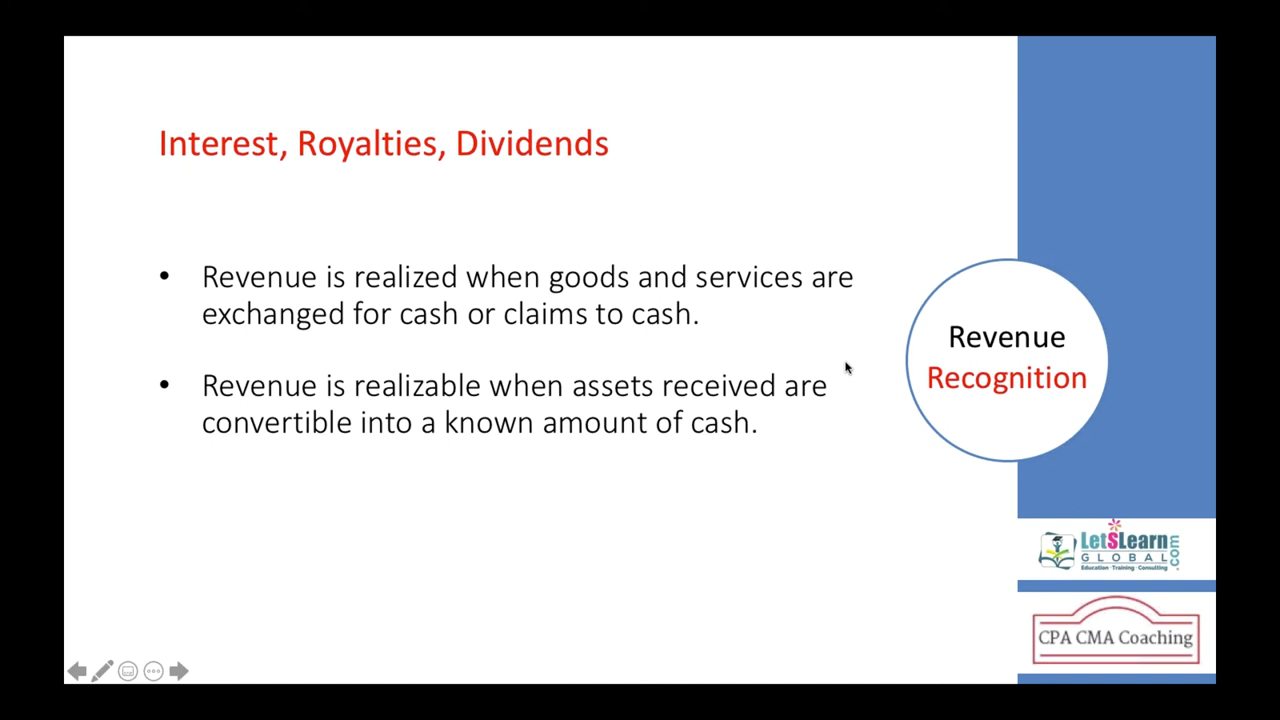 Interest, Royalties, Dividends
• Revenue is realized when goods and services are
exchanged for cash or claims to cash.
• Revenue is realizable when assets received are
convertible into a known amount of cash.
Revenue
Recognition
LetSLearn
GLOBAL
.com
Education · Training · Consulting
CPA CMA Coaching